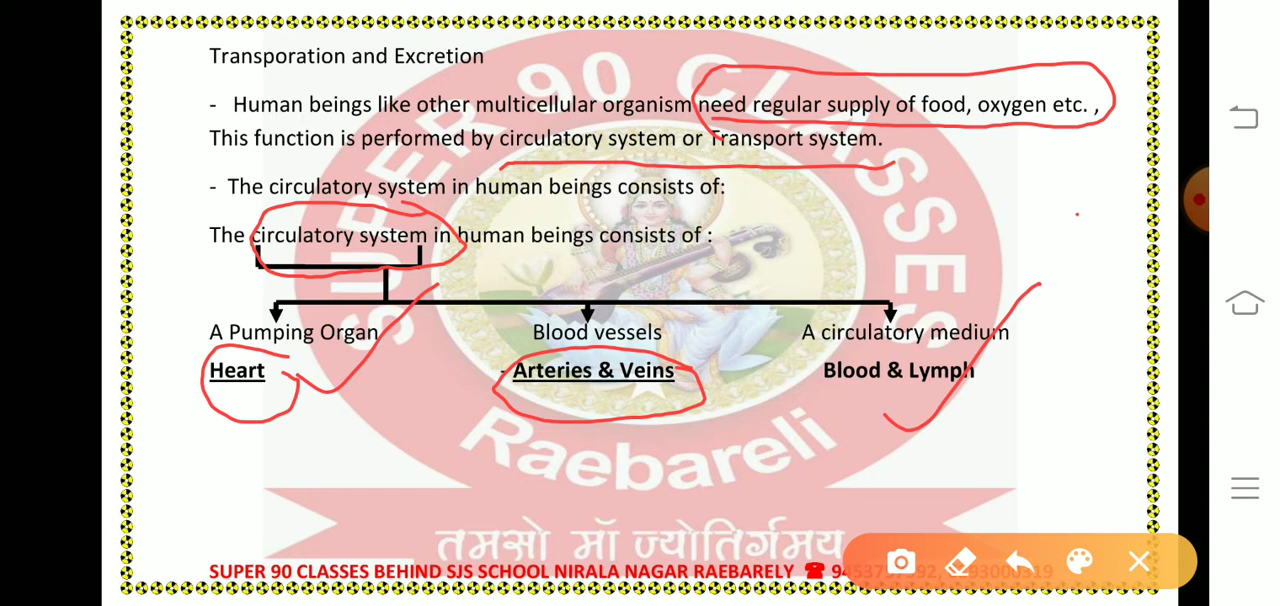 Transporation and Excretion
- Human beings like other multicellular organism need regular supply of food, oxygen etc. ,
This function is performed by circulatory system or Transport system.
- The circulatory system in human beings consists of:
The circulatory system in human beings consists of :
A Pumping Organ Blood vessels A circulatory medium
Heart - Arteries & Veins Blood & Lymph
SUPER 90 CLASSES
Raebareli
तमसो माँ ज्योतिर्गमय
SUPER 90 CLASSES BEHIND SJS SCHOOL NIRALA NAGAR RAEBARELY ☎